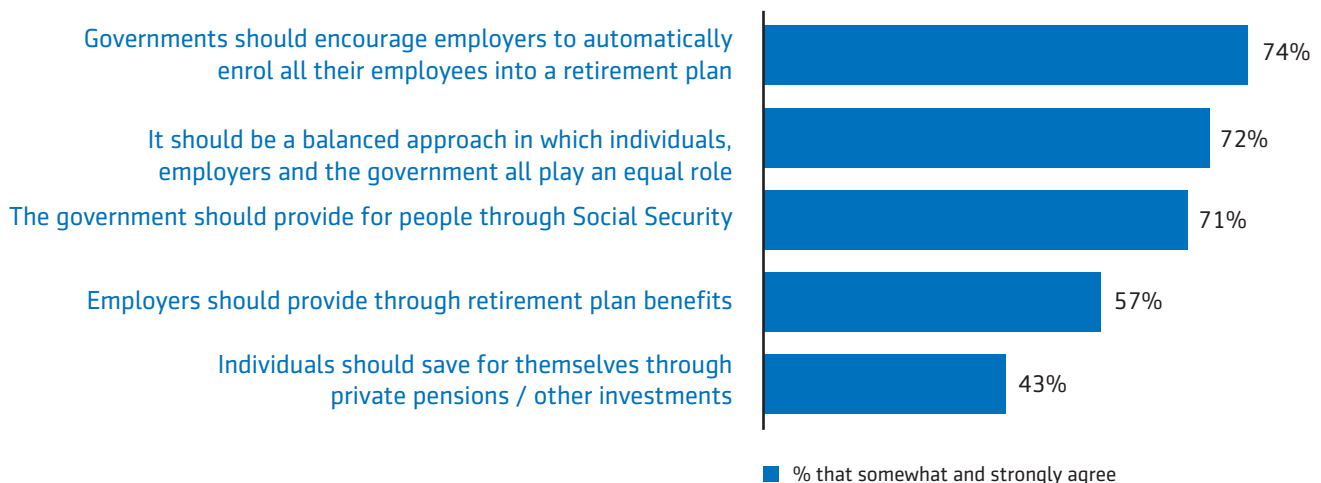 Governments should encourage employers to automatically
enrol all their employees into a retirement plan
74%
It should be a balanced approach in which individuals,
employers and the government all play an equal role
72%
The government should provide for people through Social Security
71%
Employers should provide through retirement plan benefits
57%
Individuals should save for themselves through
private pensions / other investments
43%
% that somewhat and strongly agree